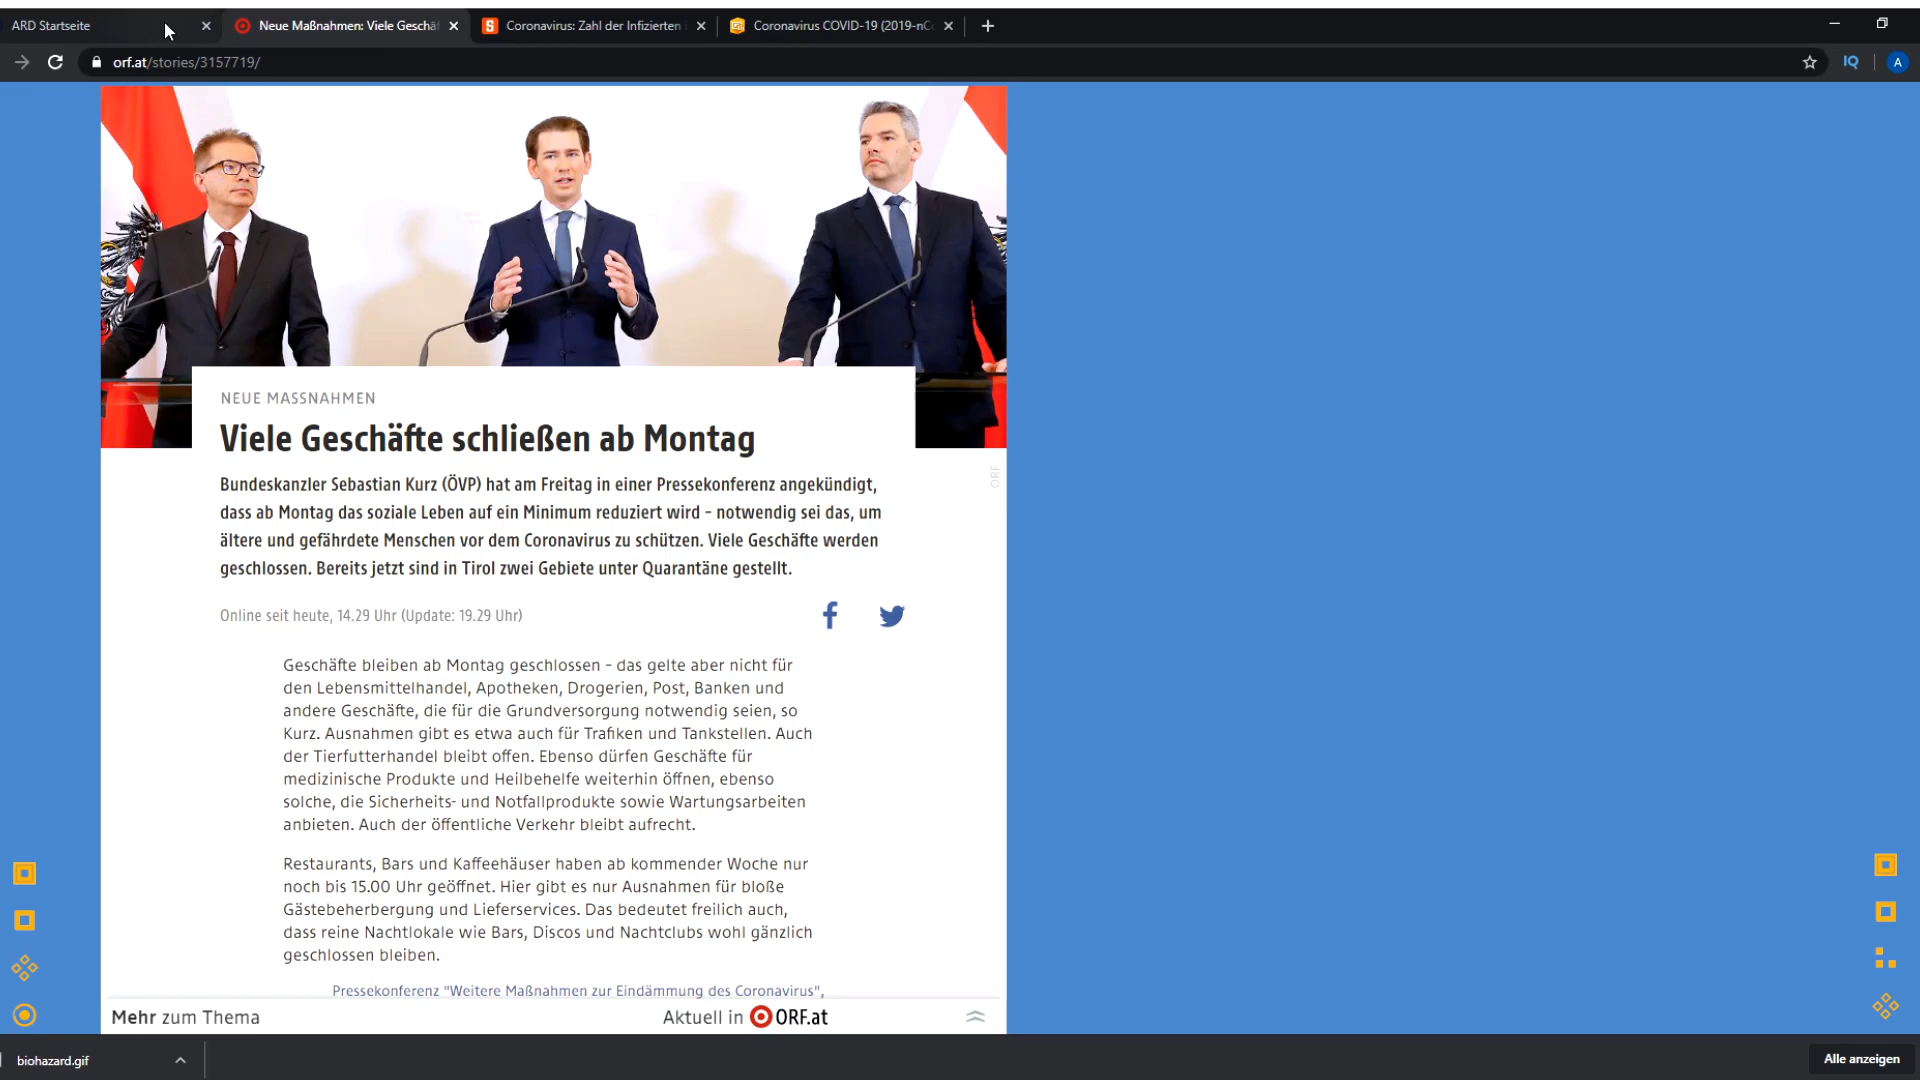 ARD Startseite
Neue Maßnahmen: Viele Geschäf
Coronavirus: Zahl der Infizierten
Coronavirus COVID-19 (2019-nC
orf.at/stories/3157719/
IQ
A
NEUE MASSNAHMEN
Viele Geschäfte schließen ab Montag
Bundeskanzler Sebastian Kurz (ÖVP) hat am Freitag in einer Pressekonferenz angekündigt,
dass ab Montag das soziale Leben auf ein Minimum reduziert wird – notwendig sei das, um
ältere und gefährdete Menschen vor dem Coronavirus zu schützen. Viele Geschäfte werden
geschlossen. Bereits jetzt sind in Tirol zwei Gebiete unter Quarantäne gestellt.
ORF
Online seit heute, 14.29 Uhr (Update: 19.29 Uhr)
Geschäfte bleiben ab Montag geschlossen – das gelte aber nicht für
den Lebensmittelhandel, Apotheken, Drogerien, Post, Banken und
andere Geschäfte, die für die Grundversorgung notwendig seien, so
Kurz. Ausnahmen gibt es etwa auch für Trafiken und Tankstellen. Auch
der Tierfutterhandel bleibt offen. Ebenso dürfen Geschäfte für
medizinische Produkte und Heilbehelfe weiterhin öffnen, ebenso
solche, die Sicherheits- und Notfallprodukte sowie Wartungsarbeiten
anbieten. Auch der öffentliche Verkehr bleibt aufrecht.
Restaurants, Bars und Kaffeehäuser haben ab kommender Woche nur
noch bis 15.00 Uhr geöffnet. Hier gibt es nur Ausnahmen für bloße
Gästebeherbergung und Lieferservices. Das bedeutet freilich auch,
dass reine Nachtlokale wie Bars, Discos und Nachtclubs wohl gänzlich
geschlossen bleiben.
Pressekonferenz "Weitere Maßnahmen zur Eindämmung des Coronavirus",
Mehr zum Thema
Aktuell in ORF.at
biohazard.gif
Alle anzeigen